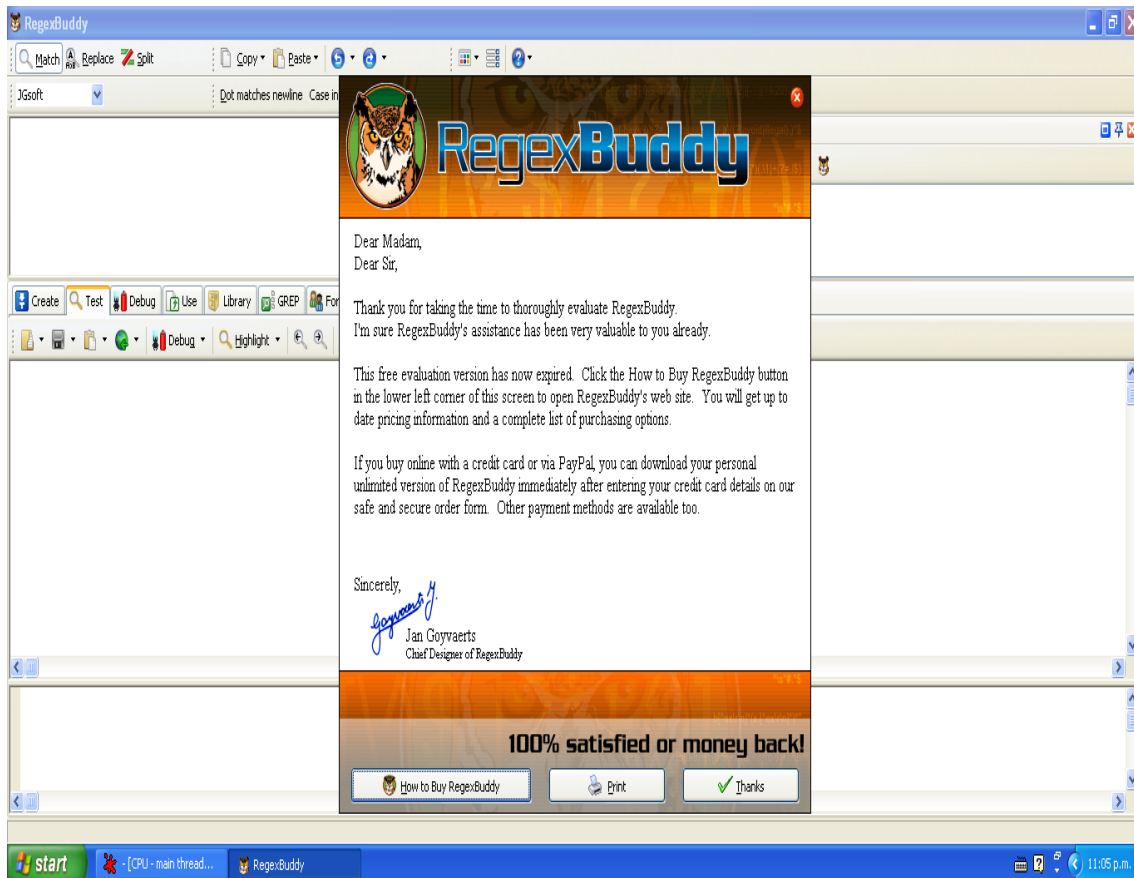 RegexBuddy
Match Replace Split Copy Paste
JGsoft Dot matches newline Case in
RegexBuddy
Dear Madam,
Dear Sir,
Thank you for taking the time to thoroughly evaluate RegexBuddy.
I'm sure RegexBuddy's assistance has been very valuable to you already.
This free evaluation version has now expired. Click the How to Buy RegexBuddy button
in the lower left corner of this screen to open RegexBuddy's web site. You will get up to
date pricing information and a complete list of purchasing options.
If you buy online with a credit card or via PayPal, you can download your personal
unlimited version of RegexBuddy immediately after entering your credit card details on our
safe and secure order form. Other payment methods are available too.
Sincerely,
Goyvaerts J.
Jan Goyvaerts
Chief Designer of RegexBuddy
100% satisfied or money back!
How to Buy RegexBuddy Print Thanks
Create Test Debug Use Library GREP For
Debug Highlight
start - [CPU - main thread... RegexBuddy 11:05 p.m.